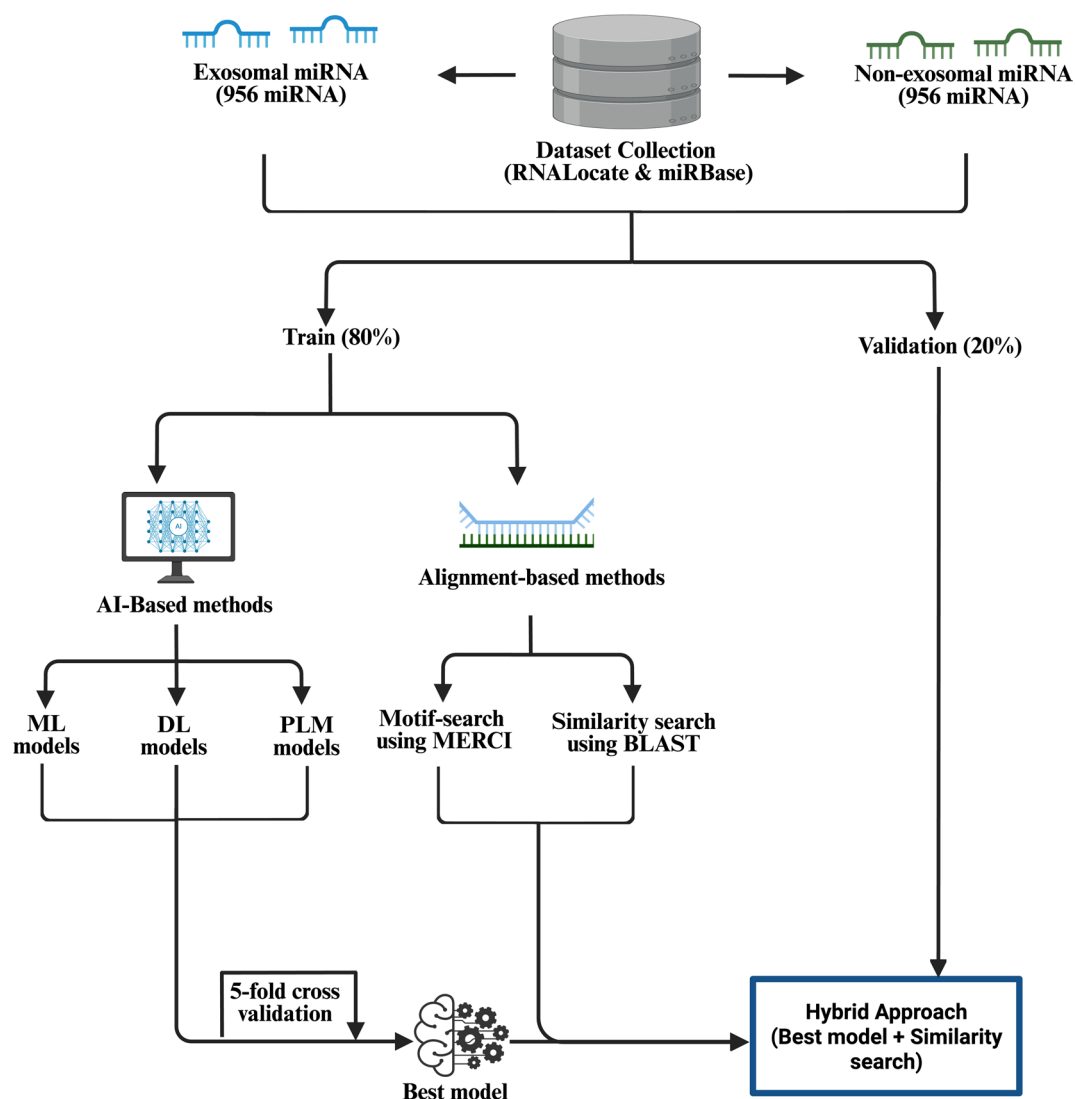 Exosomal miRNA
(956 miRNA)
Dataset Collection
(RNALocate & miRBase)
Non-exosomal miRNA
(956 miRNA)
Train (80%)
Validation (20%)
AI
AI-Based methods
Alignment-based methods
ML
models
DL
models
PLM
models
Motif-search
using MERCI
Similarity search
using BLAST
5-fold cross
validation
Best model
Hybrid Approach
(Best model + Similarity
search)